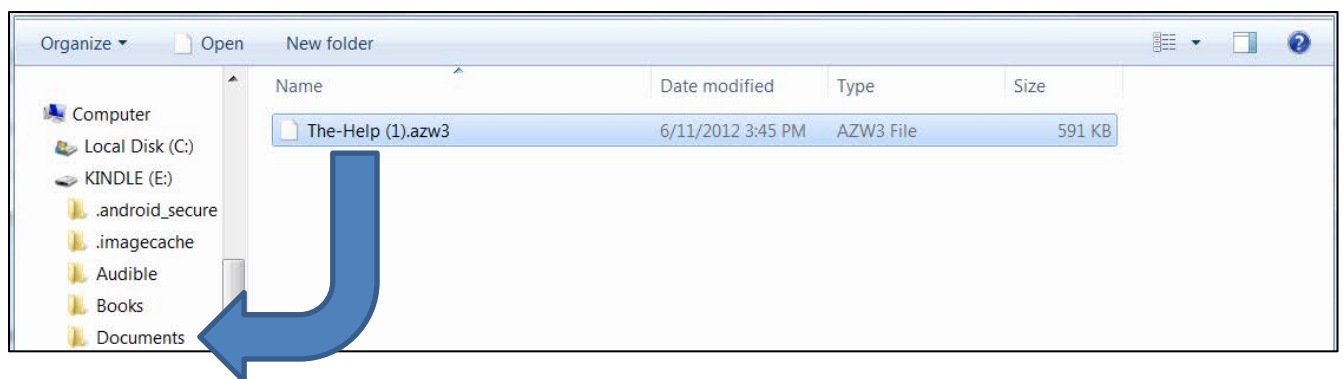 Organize Open New folder
Name Date modified Type Size
Computer
The-Help (1).azw3 6/11/2012 3:45 PM AZW3 File 591 KB
Local Disk (C:)
KINDLE (E:)
.android_secure
.imagecache
Audible
Books
Documents